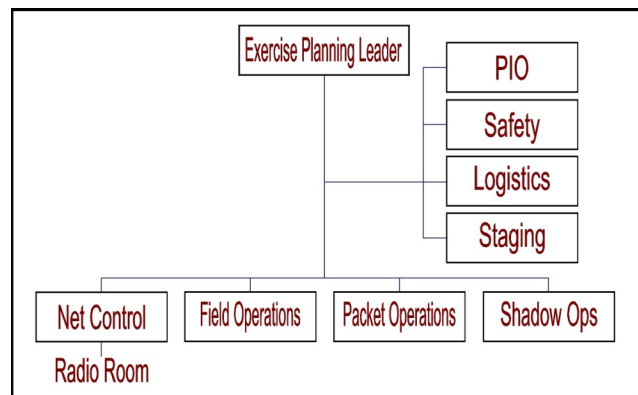 Exercise Planning Leader
PIO
Safety
Logistics
Staging
Net Control
Field Operations
Packet Operations
Shadow Ops
Radio Room